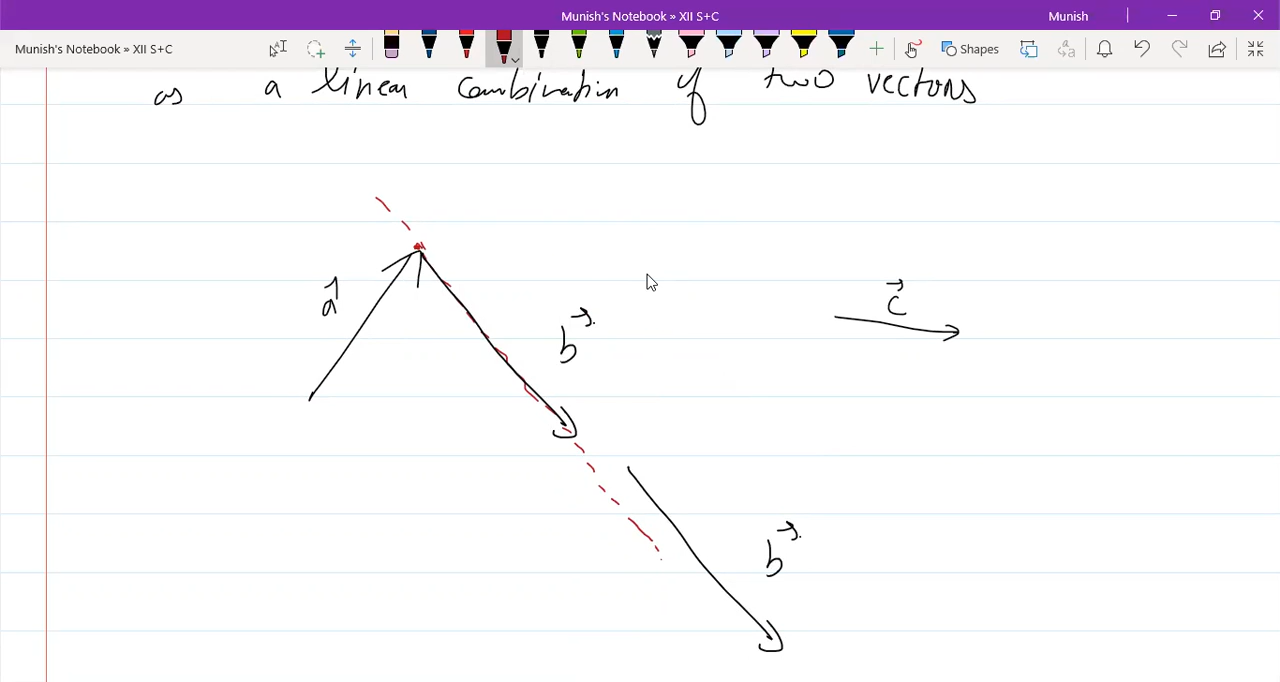 Munish's Notebook » XII S+C
Munish
Munish's Notebook » XII S+C
Shapes
as a linear combination of two vectors
a⃗
b⃗
c⃗
b⃗